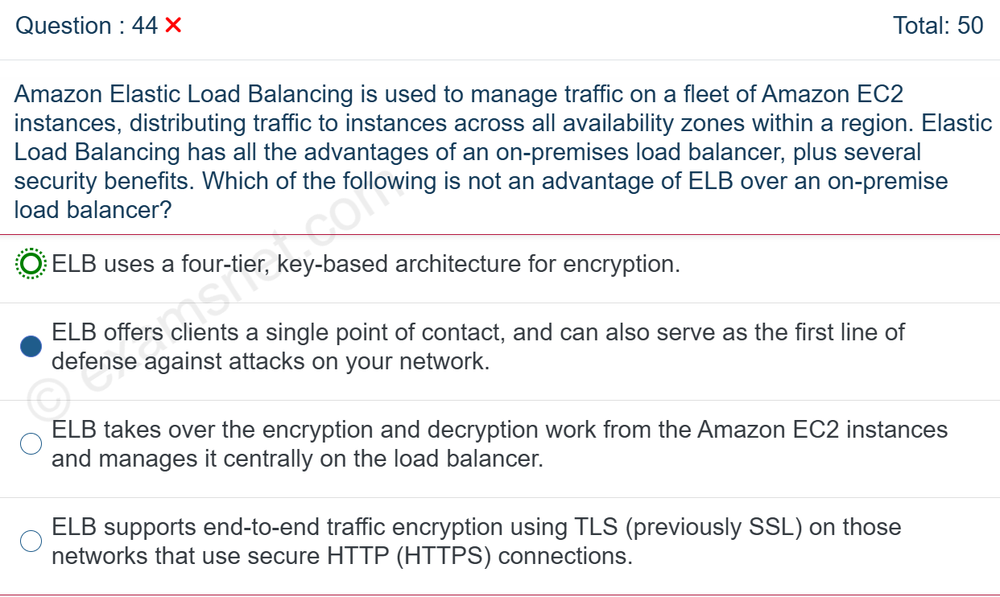 Question : 44 ❌
Total: 50
Amazon Elastic Load Balancing is used to manage traffic on a fleet of Amazon EC2
instances, distributing traffic to instances across all availability zones within a region. Elastic
Load Balancing has all the advantages of an on-premises load balancer, plus several
security benefits. Which of the following is not an advantage of ELB over an on-premise
load balancer?
ELB uses a four-tier, key-based architecture for encryption.
ELB offers clients a single point of contact, and can also serve as the first line of
defense against attacks on your network.
ELB takes over the encryption and decryption work from the Amazon EC2 instances
and manages it centrally on the load balancer.
ELB supports end-to-end traffic encryption using TLS (previously SSL) on those
networks that use secure HTTP (HTTPS) connections.
© examsnet.com